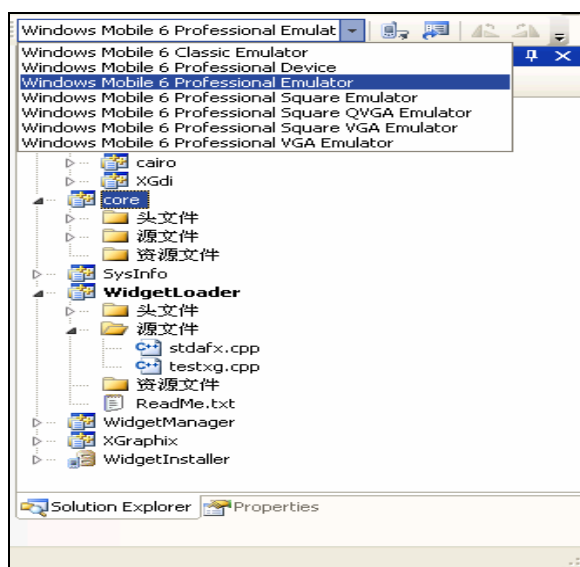 Windows Mobile 6 Professional Emulat
Windows Mobile 6 Classic Emulator
Windows Mobile 6 Professional Device
Windows Mobile 6 Professional Emulator
Windows Mobile 6 Professional Square Emulator
Windows Mobile 6 Professional Square QVGA Emulator
Windows Mobile 6 Professional Square VGA Emulator
Windows Mobile 6 Professional VGA Emulator
cairo
XGdi
core
头文件
源文件
资源文件
SysInfo
WidgetLoader
头文件
源文件
stdafx.cpp
testxg.cpp
资源文件
ReadMe.txt
WidgetManager
XGraphix
WidgetInstaller
Solution Explorer Properties